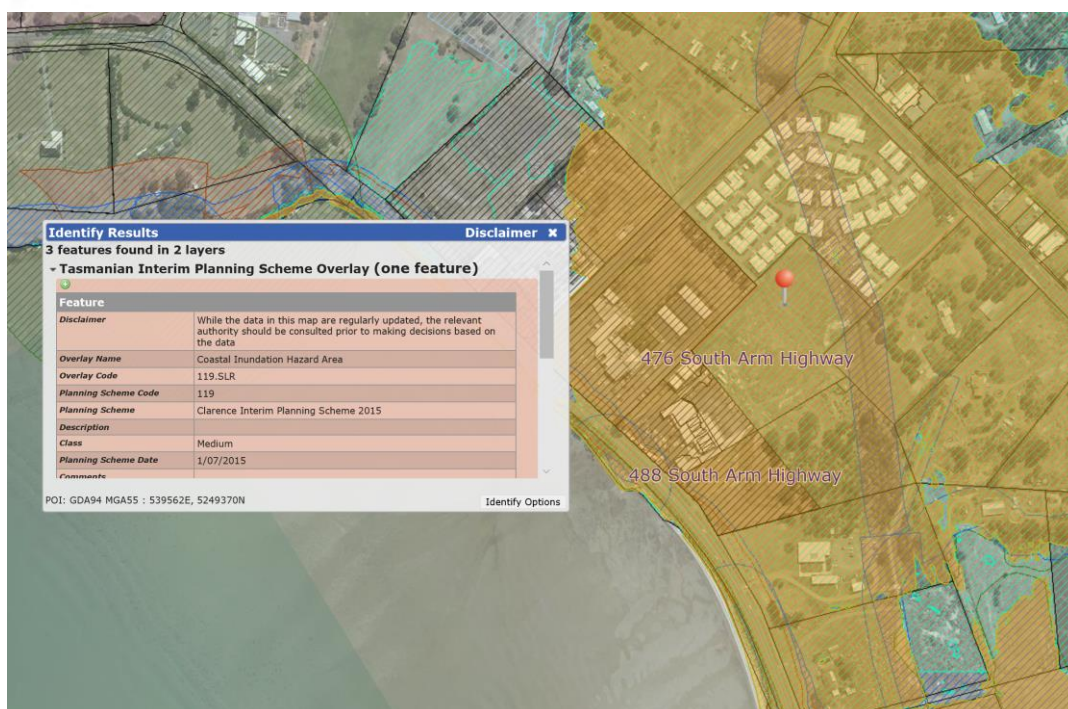 Identify Results Disclaimer ×
3 features found in 2 layers
Tasmanian Interim Planning Scheme Overlay (one feature)
Feature
Disclaimer While the data in this map are regularly updated, the relevant
authority should be consulted prior to making decisions based on
the data
Overlay Name Coastal Inundation Hazard Area
Overlay Code 119.SLR
Planning Scheme Code 119
Planning Scheme Clarence Interim Planning Scheme 2015
Description
Class Medium
Planning Scheme Date 1/07/2015
Comments
POI: GDA94 MGA55 : 539562E, 5249370N Identify Options
476 South Arm Highway
488 South Arm Highway